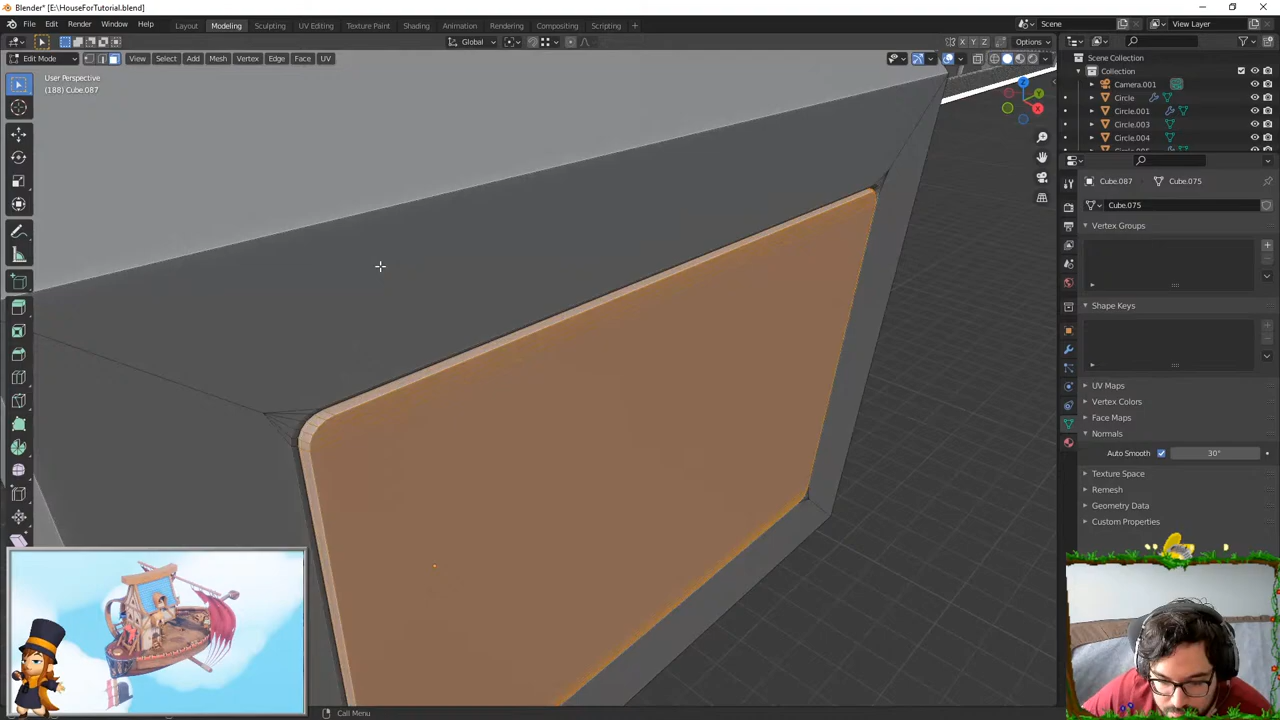 Blender* [E:\HouseForTutorial.blend]
File Edit Render Window Help Layout Modeling Sculpting UV Editing Texture Paint Shading Animation Rendering Compositing Scripting + Scene View Layer
Global X Y Z Options
Edit Mode View Select Add Mesh Vertex Edge Face UV
User Perspective
(188) Cube.087
Scene Collection
Collection
Camera.001
Circle
Circle.001
Circle.003
Circle.004
Circle.005
Cube.087 Cube.075
Cube.075
Vertex Groups
Shape Keys
UV Maps
Vertex Colors
Face Maps
Normals
Auto Smooth 30°
Texture Space
Remesh
Geometry Data
Custom Properties
Call Menu